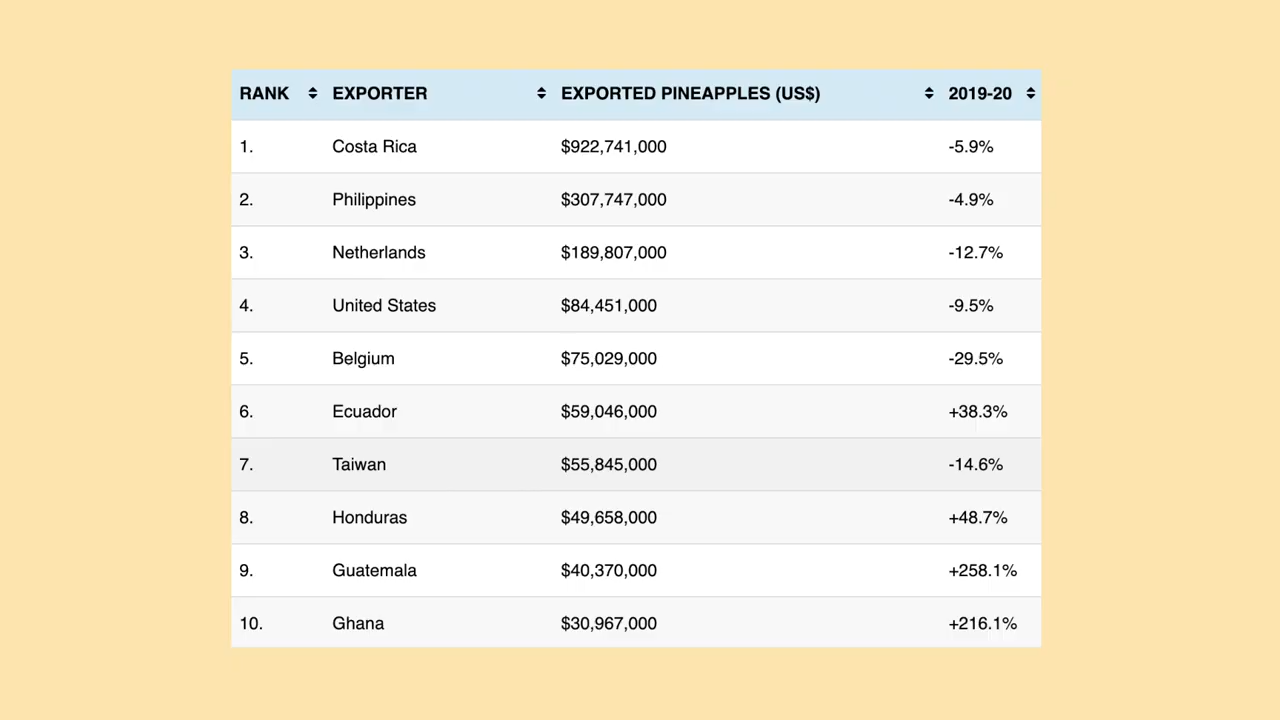 RANK EXPORTER EXPORTED PINEAPPLES (US$) 2019-20
1. Costa Rica $922,741,000 -5.9%
2. Philippines $307,747,000 -4.9%
3. Netherlands $189,807,000 -12.7%
4. United States $84,451,000 -9.5%
5. Belgium $75,029,000 -29.5%
6. Ecuador $59,046,000 +38.3%
7. Taiwan $55,845,000 -14.6%
8. Honduras $49,658,000 +48.7%
9. Guatemala $40,370,000 +258.1%
10. Ghana $30,967,000 +216.1%